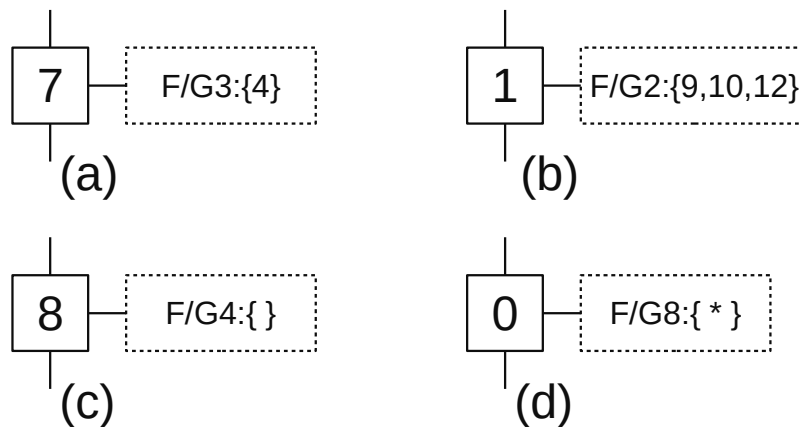 7 F/G3:{4}
1 F/G2:{9,10,12}
(a)
(b)
8 F/G4:{ }
0 F/G8:{ * }
(c)
(d)